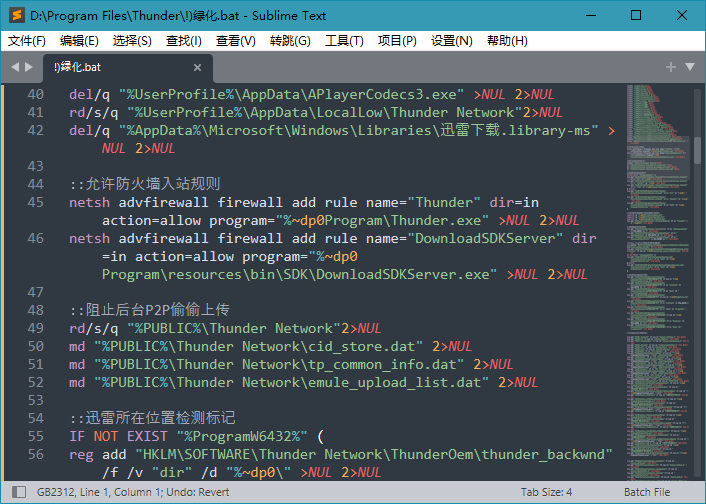 D:\Program Files\Thunder\!)绿化.bat - Sublime Text
文件(F) 编辑(E) 选择(S) 查找(I) 查看(V) 转跳(G) 工具(T) 项目(P) 设置(N) 帮助(H)
!)绿化.bat
40 del/q "%UserProfile%\AppData\APlayerCodecs3.exe" >NUL 2>NUL
41 rd/s/q "%UserProfile%\AppData\LocalLow\Thunder Network"2>NUL
42 del/q "%AppData%\Microsoft\Windows\Libraries\迅雷下载.library-ms" >
NUL 2>NUL
43
44 ::允许防火墙入站规则
45 netsh advfirewall firewall add rule name="Thunder" dir=in
action=allow program="%~dp0Program\Thunder.exe" >NUL 2>NUL
46 netsh advfirewall firewall add rule name="DownloadSDKServer" dir
=in action=allow program="%~dp0
Program\resources\bin\SDK\DownloadSDKServer.exe" >NUL 2>NUL
47
48 ::阻止后台P2P偷偷上传
49 rd/s/q "%PUBLIC%\Thunder Network"2>NUL
50 md "%PUBLIC%\Thunder Network\cid_store.dat" 2>NUL
51 md "%PUBLIC%\Thunder Network\tp_common_info.dat" 2>NUL
52 md "%PUBLIC%\Thunder Network\emule_upload_list.dat" 2>NUL
53
54 ::迅雷所在位置检测标记
55 IF NOT EXIST "%ProgramW6432%" (
56 reg add "HKLM\SOFTWARE\Thunder Network\ThunderOem\thunder_backwnd"
/f /v "dir" /d "%~dp0\" >NUL 2>NUL
GB2312, Line 1, Column 1; Undo: Revert Tab Size: 4 Batch File